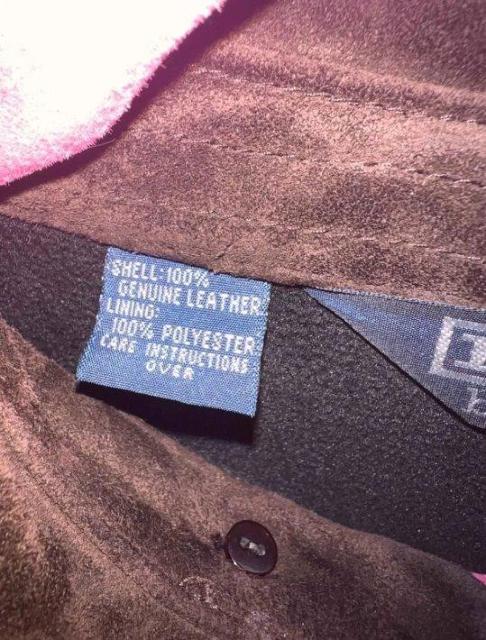 SHELL: 100%
GENUINE LEATHER
LINING:
100% POLYESTER
CARE INSTRUCTIONS
OVER